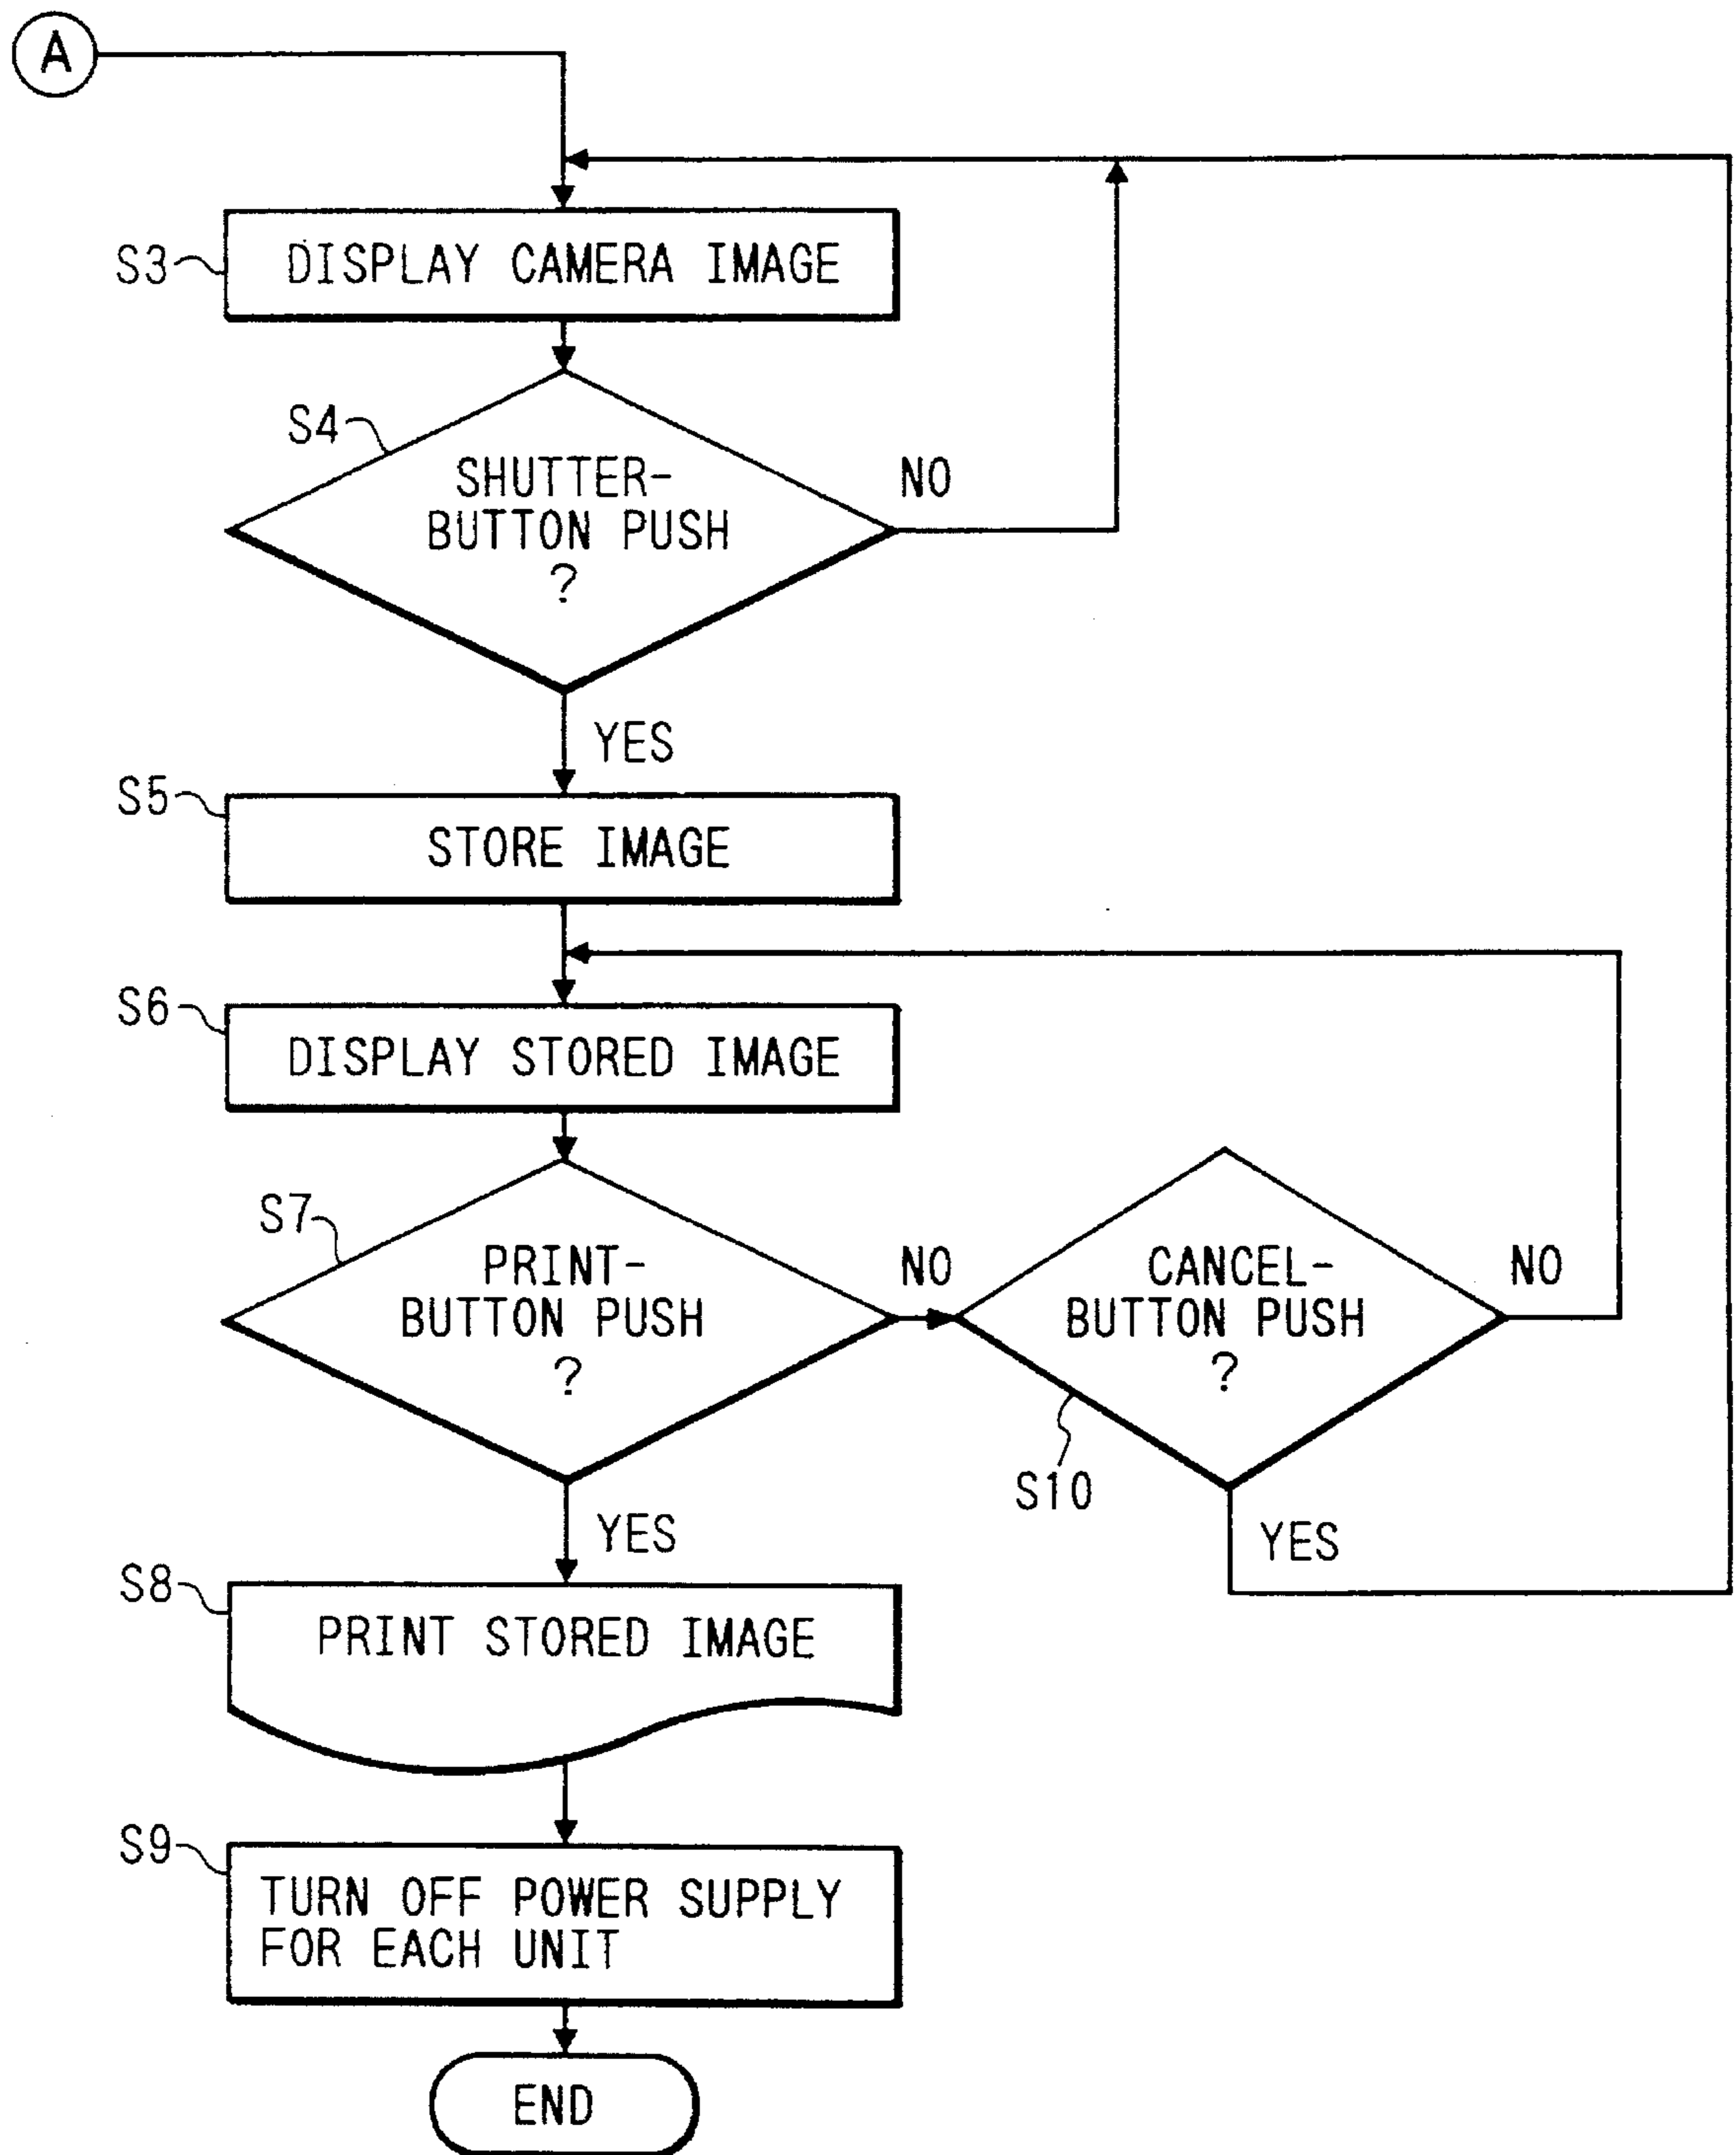 A
S3
DISPLAY CAMERA IMAGE
S4
SHUTTER-
BUTTON PUSH
?
NO
YES
S5
STORE IMAGE
S6
DISPLAY STORED IMAGE
S7
PRINT-
BUTTON PUSH
?
NO
CANCEL-
BUTTON PUSH
?
NO
S10
YES
YES
S8
PRINT STORED IMAGE
S9
TURN OFF POWER SUPPLY
FOR EACH UNIT
END